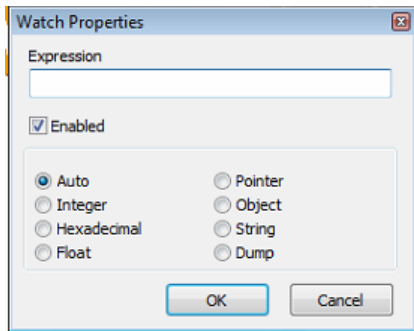 Watch Properties
Expression
Enabled
Auto
Pointer
Integer
Object
Hexadecimal
String
Float
Dump
OK
Cancel